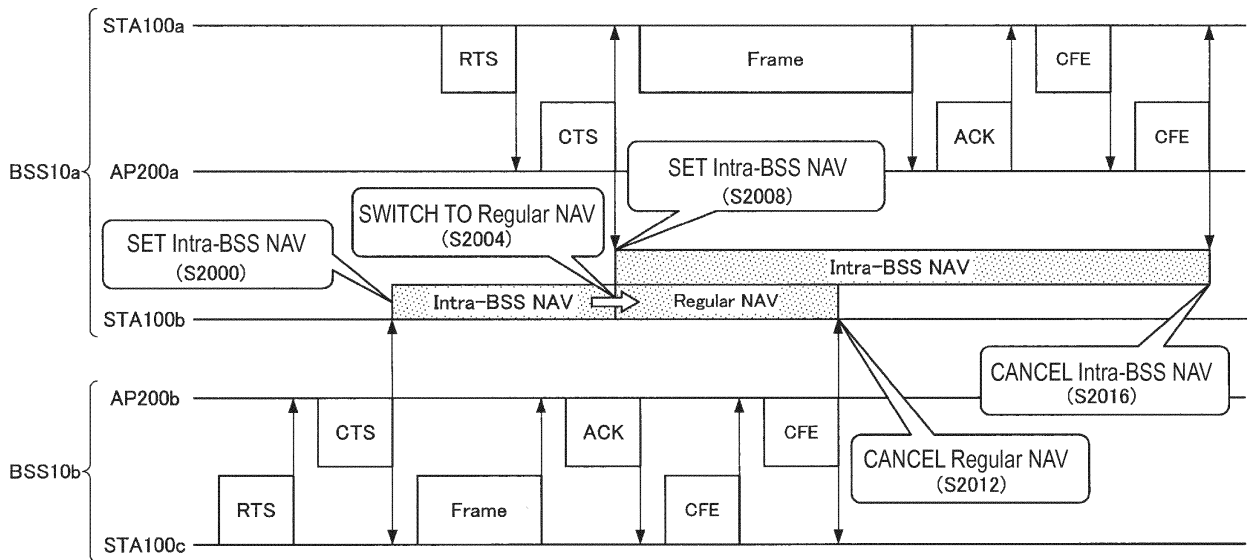 STA100a
RTS
Frame
CFE
CTS
ACK
CFE
BSS10a
AP200a
SET Intra-BSS NAV
(S2008)
SWITCH TO Regular NAV
(S2004)
SET Intra-BSS NAV
(S2000)
Intra-BSS NAV
Intra-BSS NAV
Regular NAV
STA100b
CANCEL Intra-BSS NAV
(S2016)
AP200b
CTS
ACK
CFE
BSS10b
CANCEL Regular NAV
(S2012)
RTS
Frame
CFE
STA100c